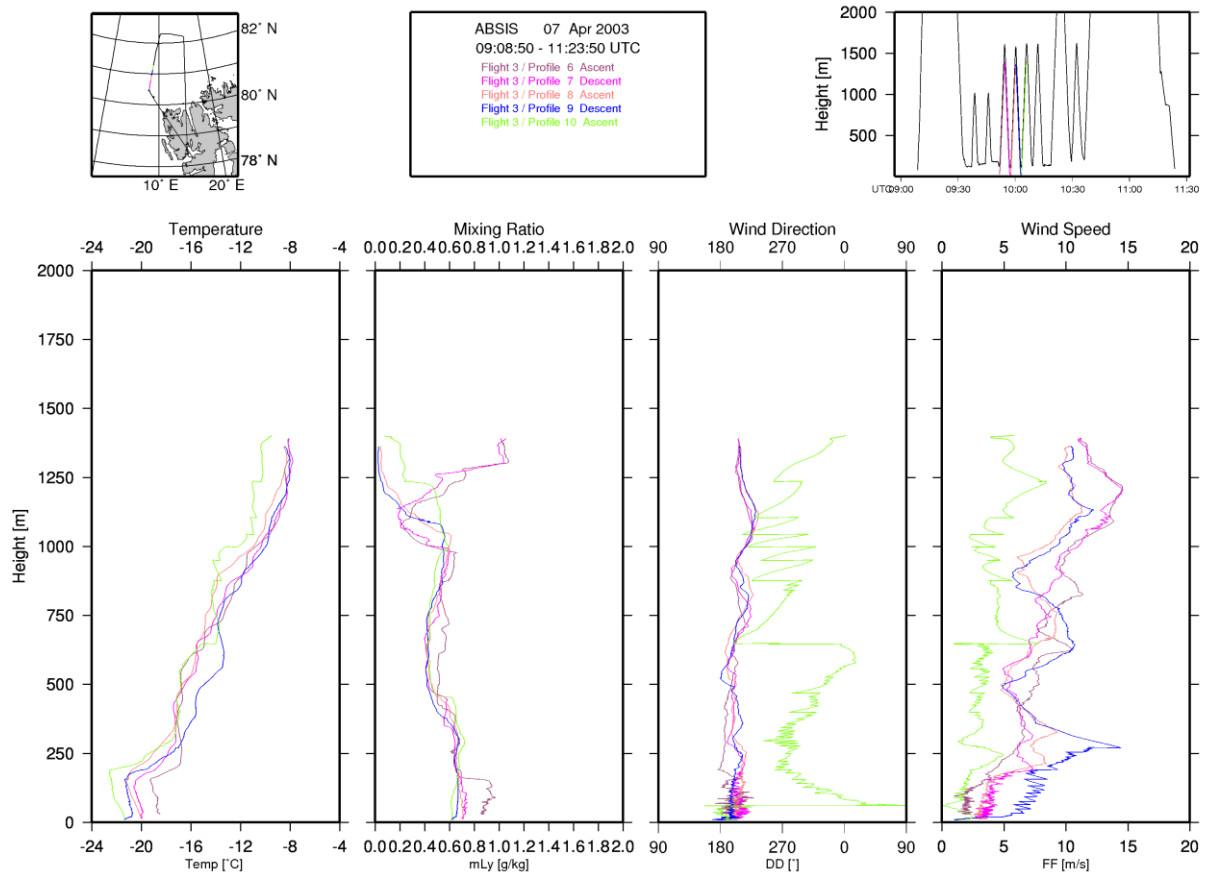 82° N
80° N
78° N
10° E 20° E
ABSIS 07 Apr 2003
09:08:50 - 11:23:50 UTC
Flight 3 / Profile 6 Ascent
Flight 3 / Profile 7 Descent
Flight 3 / Profile 8 Ascent
Flight 3 / Profile 9 Descent
Flight 3 / Profile 10 Ascent
Height [m]
2000
1500
1000
500
UTC 09:00 09:30 10:00 10:30 11:00 11:30
Temperature
-24 -20 -16 -12 -8 -4
Mixing Ratio
0.0 0.2 0.4 0.6 0.8 1.0 1.2 1.4 1.6 1.8 2.0
Wind Direction
90 180 270 0 90
Wind Speed
0 5 10 15 20
Height [m]
2000
1750
1500
1250
1000
750
500
250
0
-24 -20 -16 -12 -8 -4
Temp [°C]
0.0 0.2 0.4 0.6 0.8 1.0 1.2 1.4 1.6 1.8 2.0
mLy [g/kg]
90 180 270 0 90
DD [°]
0 5 10 15 20
FF [m/s]